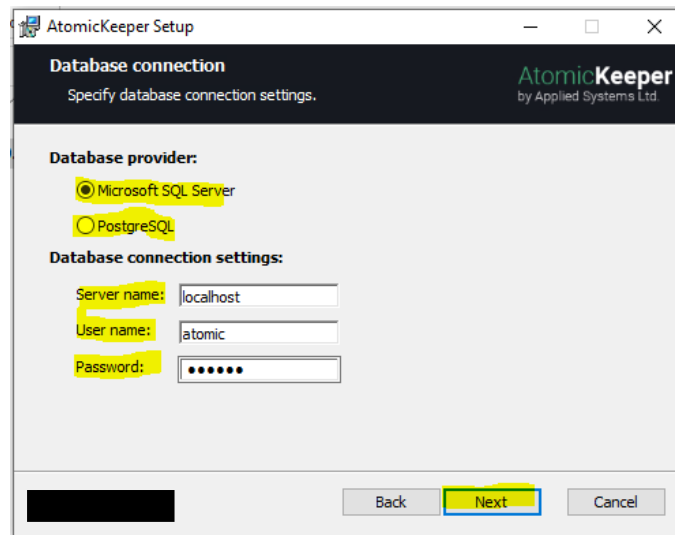 AtomicKeeper Setup
Database connection
Specify database connection settings.
AtomicKeeper
by Applied Systems Ltd.
Database provider:
Microsoft SQL Server
PostgreSQL
Database connection settings:
Server name: localhost
User name: atomic
Password: ●●●●●●
Back Next Cancel